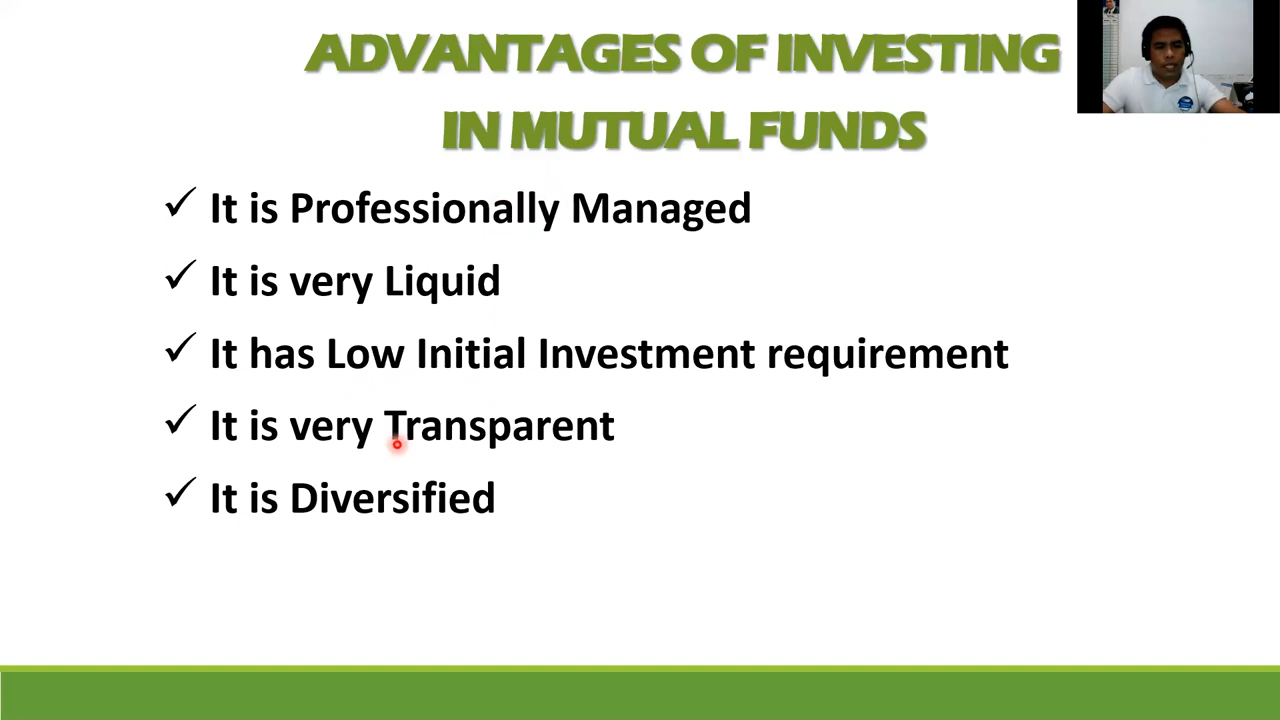 ADVANTAGES OF INVESTING
IN MUTUAL FUNDS
✓ It is Professionally Managed
✓ It is very Liquid
✓ It has Low Initial Investment requirement
✓ It is very Transparent
✓ It is Diversified